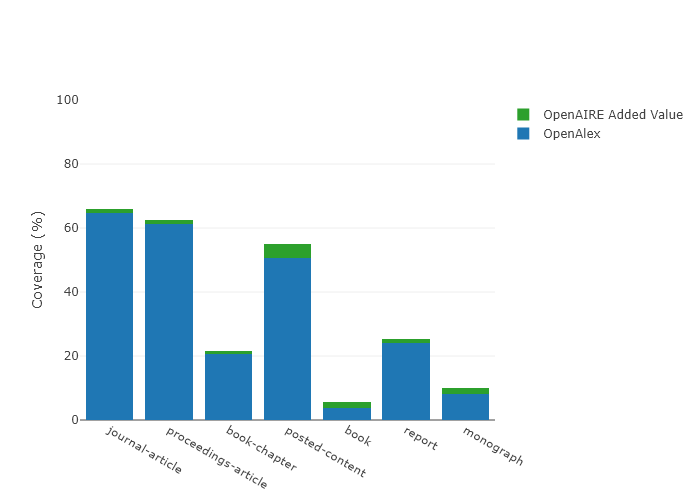 100
80
60
40
20
0
Coverage (%)
journal-article
proceedings-article
book-chapter
posted-content
book
report
monograph
OpenAIRE Added Value
OpenAlex